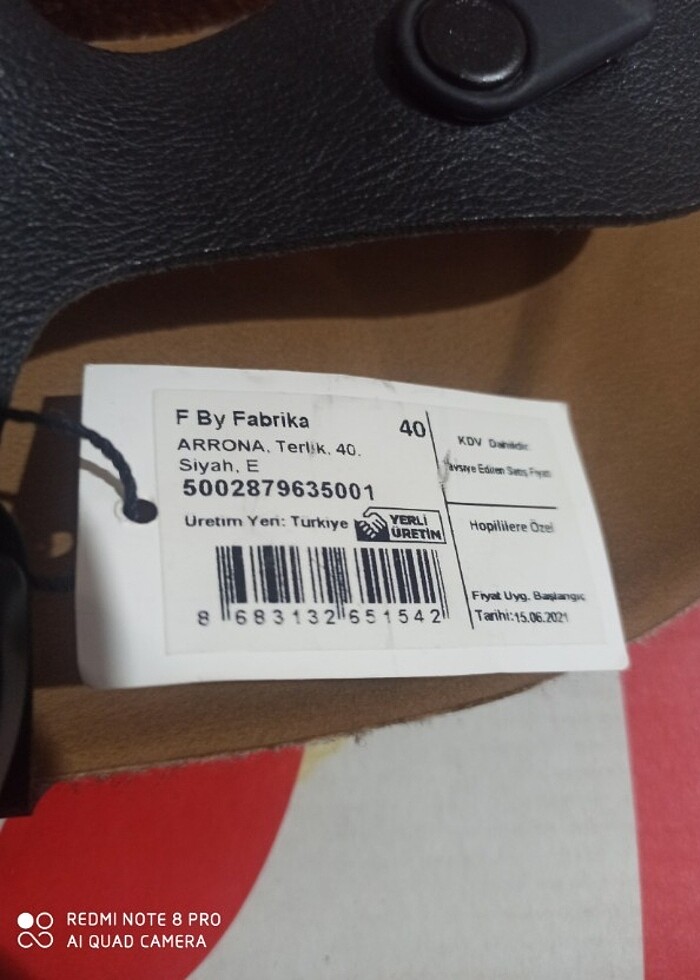 F By Fabrika
40
ARRONA, Terlik, 40.
Siyah, E
5002879635001
Üretim Yeri: Türkiye
YERLİ
ÜRETİM
8 683132 651542
KDV Dahildir.
Tavsiye Edilen Satış Fiyatı
Hopililere Özel
Fiyat Uyg. Başlangıç
Tarihi:15.06.2021
REDMI NOTE 8 PRO
AI QUAD CAMERA